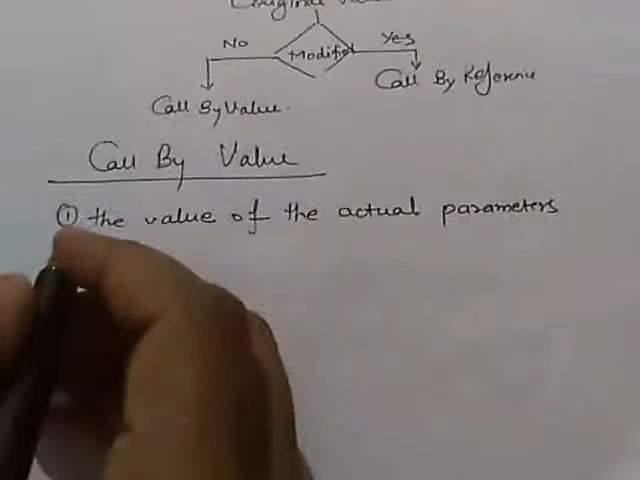 No Modified Yes
Call By Value. Call By Reference
Call By Value
① the value of the actual parameters